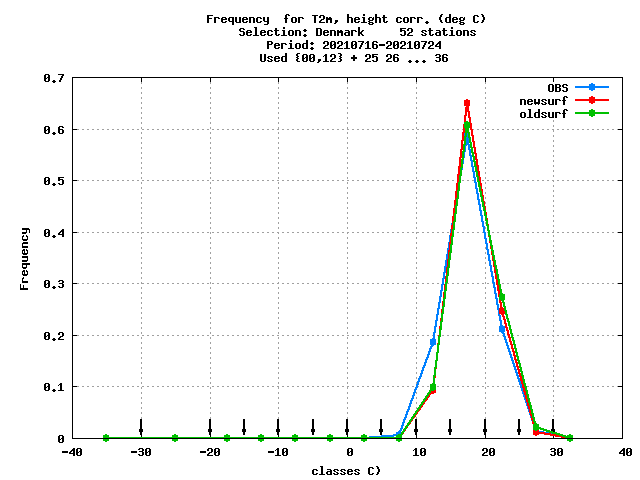 Frequency  for T2m, height corr. (deg C)
Selection: Denmark     52 stations
Period: 20210716-20210724
Used {00,12} + 25 26 ... 36
OBS
newsurf
oldsurf
0.7
0.6
0.5
0.4
0.3
0.2
0.1
0
Frequency
-40 -30 -20 -10 0 10 20 30 40
classes C)